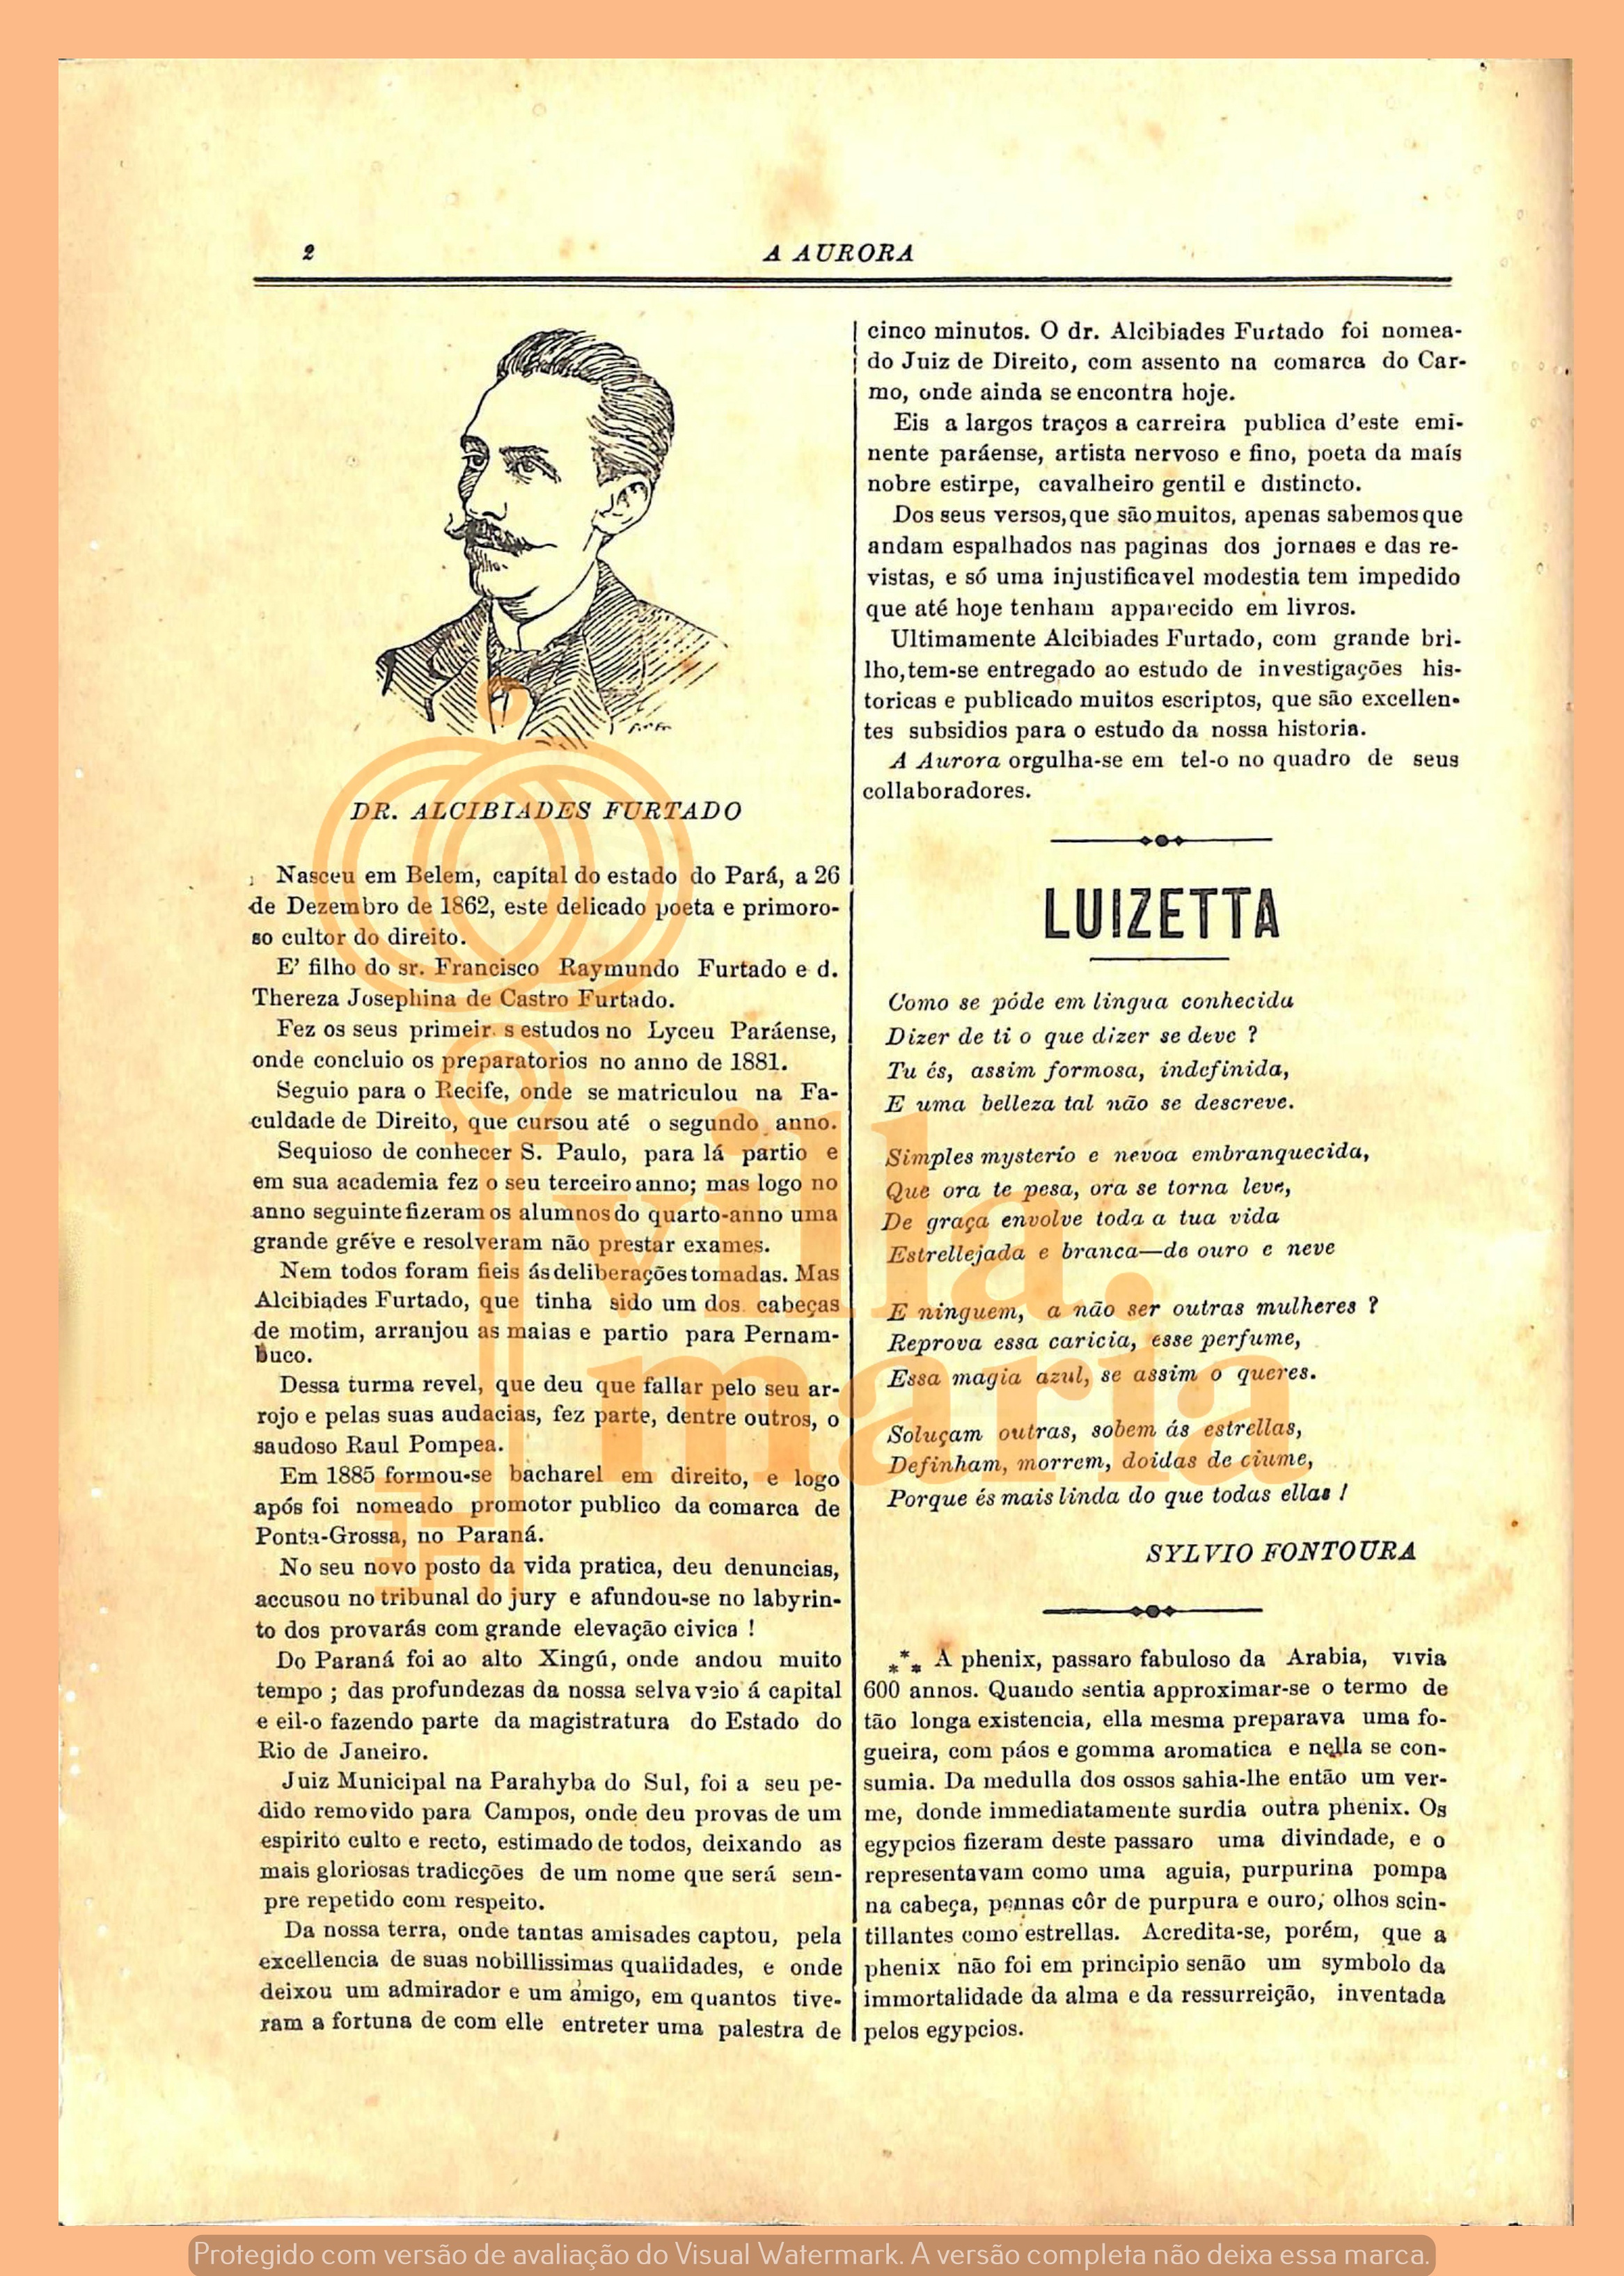 2
A AURORA
DR. ALCIBIADES FURTADO
Nasceu em Belem, capítal do estado do Pará, a 26
de Dezembro de 1862, este delicado poeta e primoro-
so cultor do direito.
E' filho do sr. Francisco Raymundo Furtado e d.
Thereza Josephina de Castro Furtado.
Fez os seus primeir s estudos no Lyceu Paráense,
onde concluio os preparatorios no anno de 1881.
Seguio para o Recife, onde se matriculou na Fa-
culdade de Direito, que cursou até o segundo anno.
Sequioso de conhecer S. Paulo, para lá partio e
em sua academia fez o seu terceiro anno; mas logo no
anno seguinte fizeram os alumnos do quarto-anno uma
grande gréve e resolveram não prestar exames.
Nem todos foram fieis ás deliberações tomadas. Mas
Alcibiades Furtado, que tinha sido um dos cabeças
de motim, arranjou as maias e partio para Pernam-
buco.
Dessa turma revel, que deu que fallar pelo seu ar-
rojo e pelas suas audacias, fez parte, dentre outros, o
saudoso Raul Pompea.
Em 1885 formou-se bacharel em direito, e logo
após foi nomeado promotor publico da comarca de
Ponta-Grossa, no Paraná.
No seu novo posto da vida pratica, deu denuncias,
accusou no tribunal do jury e afundou-se no labyrin-
to dos provarás com grande elevação civica !
Do Paraná foi ao alto Xingú, onde andou muito
tempo ; das profundezas da nossa selva veio á capital
e eil-o fazendo parte da magistratura do Estado do
Rio de Janeiro.
Juiz Municipal na Parahyba do Sul, foi a seu pe-
dido removido para Campos, onde deu provas de um
espirito culto e recto, estimado de todos, deixando as
mais gloriosas tradicções de um nome que será sem-
pre repetido com respeito.
Da nossa terra, onde tantas amisades captou, pela
excellencia de suas nobillissimas qualidades, e onde
deixou um admirador e um amigo, em quantos tive-
ram a fortuna de com elle entreter uma palestra de
cinco minutos. O dr. Alcibiades Furtado foi nomea-
do Juiz de Direito, com assento na comarca do Car-
mo, onde ainda se encontra hoje.
Eis a largos traços a carreira publica d'este emi-
nente paráense, artista nervoso e fino, poeta da maís
nobre estirpe, cavalheiro gentil e distincto.
Dos seus versos, que são muitos, apenas sabemos que
andam espalhados nas paginas dos jornaes e das re-
vistas, e só uma injustificavel modestia tem impedido
que até hoje tenham apparecido em livros.
Ultimamente Alcibiades Furtado, com grande bri-
lho, tem-se entregado ao estudo de investigações his-
toricas e publicado muitos escriptos, que são excellen-
tes subsidios para o estudo da nossa historia.
A Aurora orgulha-se em tel-o no quadro de seus
collaboradores.
LUIZETTA
Como se póde em lingua conhecida
Dizer de ti o que dizer se deve ?
Tu és, assim formosa, indefinida,
E uma belleza tal não se descreve.
Simples mysterio e nevoa embranquecida,
Que ora te pesa, ora se torna leve,
De graça envolve toda a tua vida
Estrellejada e branca—de ouro e neve
E ninguem, a não ser outras mulheres ?
Reprova essa caricia, esse perfume,
Essa magia azul, se assim o queres.
Soluçam outras, sobem ás estrellas,
Definham, morrem, doidas de ciume,
Porque és mais linda do que todas ellas !
SYLVIO FONTOURA
*** A phenix, passaro fabuloso da Arabia, vivia
600 annos. Quando sentia approximar-se o termo de
tão longa existencia, ella mesma preparava uma fo-
gueira, com páos e gomma aromatica e nella se con-
sumia. Da medulla dos ossos sahia-lhe então um ver-
me, donde immediatamente surdia outra phenix. Os
egypcios fizeram deste passaro uma divindade, e o
representavam como uma aguia, purpurina pompa
na cabeça, pennas côr de purpura e ouro, olhos scin-
tillantes como estrellas. Acredita-se, porém, que a
phenix não foi em principio senão um symbolo da
immortalidade da alma e da ressurreição, inventada
pelos egypcios.
vila.
maria
Protegido com versão de avaliação do Visual Watermark. A versão completa não deixa essa marca.